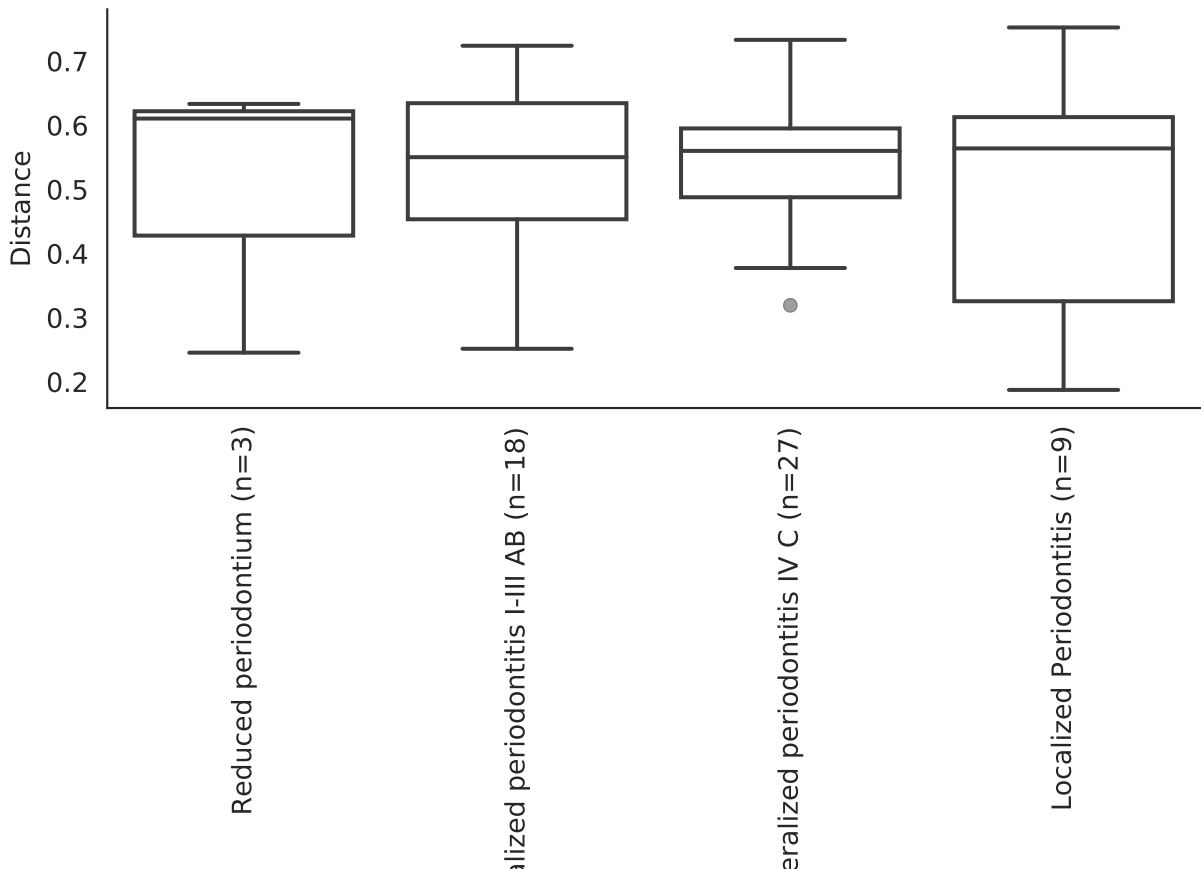 Distance
0.7
0.6
0.5
0.4
0.3
0.2
Reduced periodontium (n=3)
alized periodontitis I-III AB (n=18)
eralized periodontitis IV C (n=27)
Localized Periodontitis (n=9)